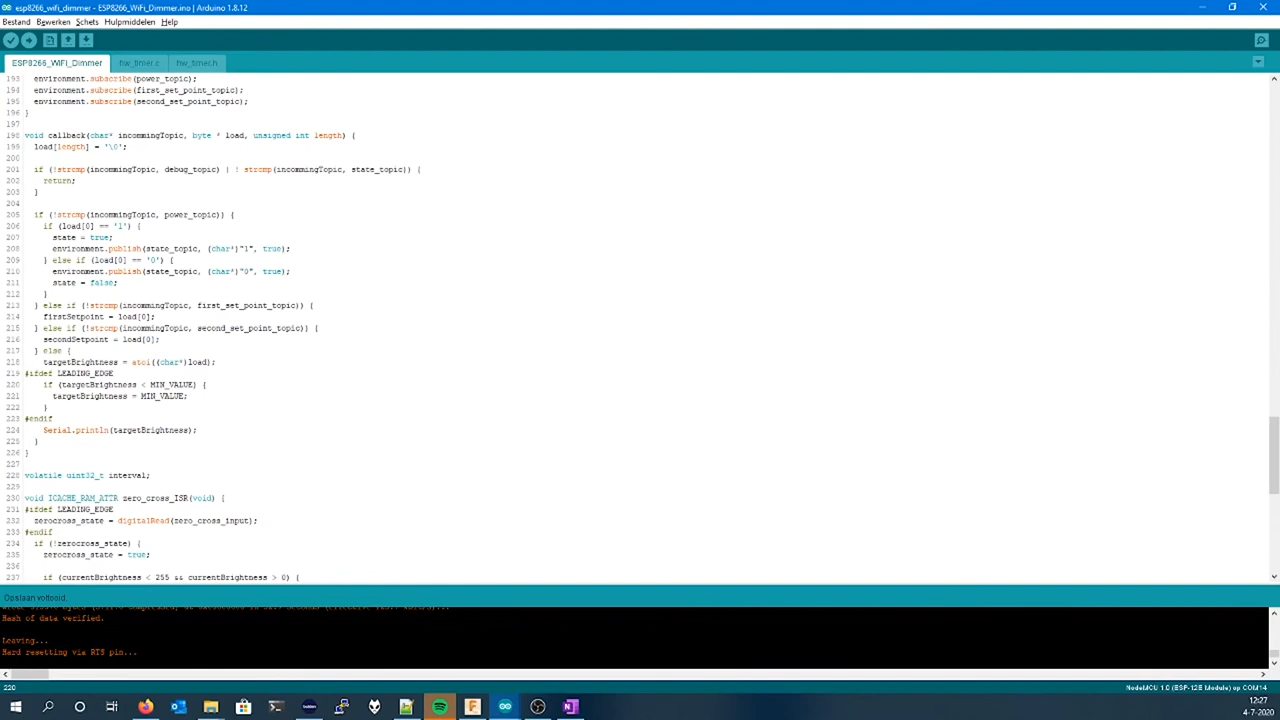 esp8266_wifi_dimmer - ESP8266_WiFi_Dimmer.ino | Arduino 1.8.12
Bestand Bewerken Schets Hulpmiddelen Help
ESP8266_WiFi_Dimmer hw_timer.c hw_timer.h
193 environment.subscribe(power_topic);
194 environment.subscribe(first_set_point_topic);
195 environment.subscribe(second_set_point_topic);
196 }
197
198 void callback(char* incommingTopic, byte * load, unsigned int length) {
199 load[length] = '\0';
200
201 if (!strcmp(incommingTopic, debug_topic) | ! strcmp(incommingTopic, state_topic)) {
202 return;
203 }
204
205 if (!strcmp(incommingTopic, power_topic)) {
206 if (load[0] == '1') {
207 state = true;
208 environment.publish(state_topic, (char*)"1", true);
209 } else if (load[0] == '0') {
210 environment.publish(state_topic, (char*)"0", true);
211 state = false;
212 }
213 } else if (!strcmp(incommingTopic, first_set_point_topic)) {
214 firstSetpoint = load[0];
215 } else if (!strcmp(incommingTopic, second_set_point_topic)) {
216 secondSetpoint = load[0];
217 } else {
218 targetBrightness = atoi((char*)load);
219 #ifdef LEADING_EDGE
220 if (targetBrightness < MIN_VALUE) {
221 targetBrightness = MIN_VALUE;
222 }
223 #endif
224 Serial.println(targetBrightness);
225 }
226 }
227
228 volatile uint32_t interval;
229
230 void ICACHE_RAM_ATTR zero_cross_ISR(void) {
231 #ifdef LEADING_EDGE
232 zerocross_state = digitalRead(zero_cross_input);
233 #endif
234 if (!zerocross_state) {
235 zerocross_state = true;
236
237 if (currentBrightness < 255 && currentBrightness > 0) {
Opslaan voltooid.
Hash of data verified.
Leaving...
Hard resetting via RTS pin...
220 NodeMCU 1.0 (ESP-12E Module) op COM14
12:27
4-7-2020